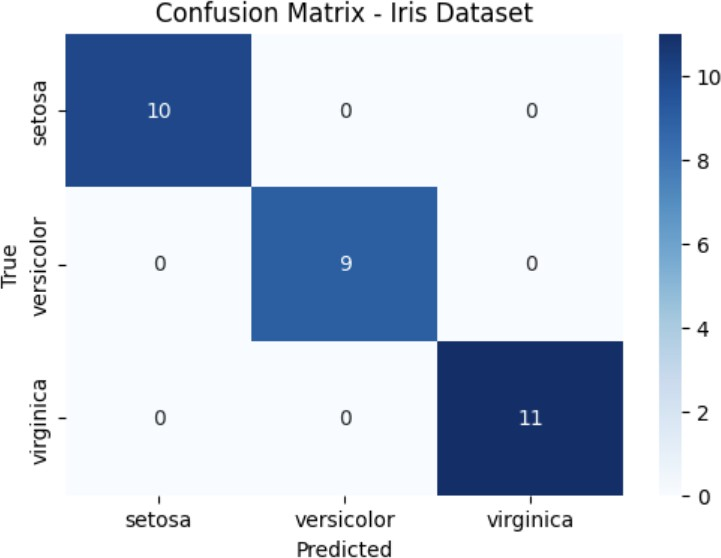 Confusion Matrix - Iris Dataset
True
setosa
10 0 0
versicolor
0 9 0
virginica
0 0 11
setosa versicolor virginica
Predicted
10
8
6
4
2
0